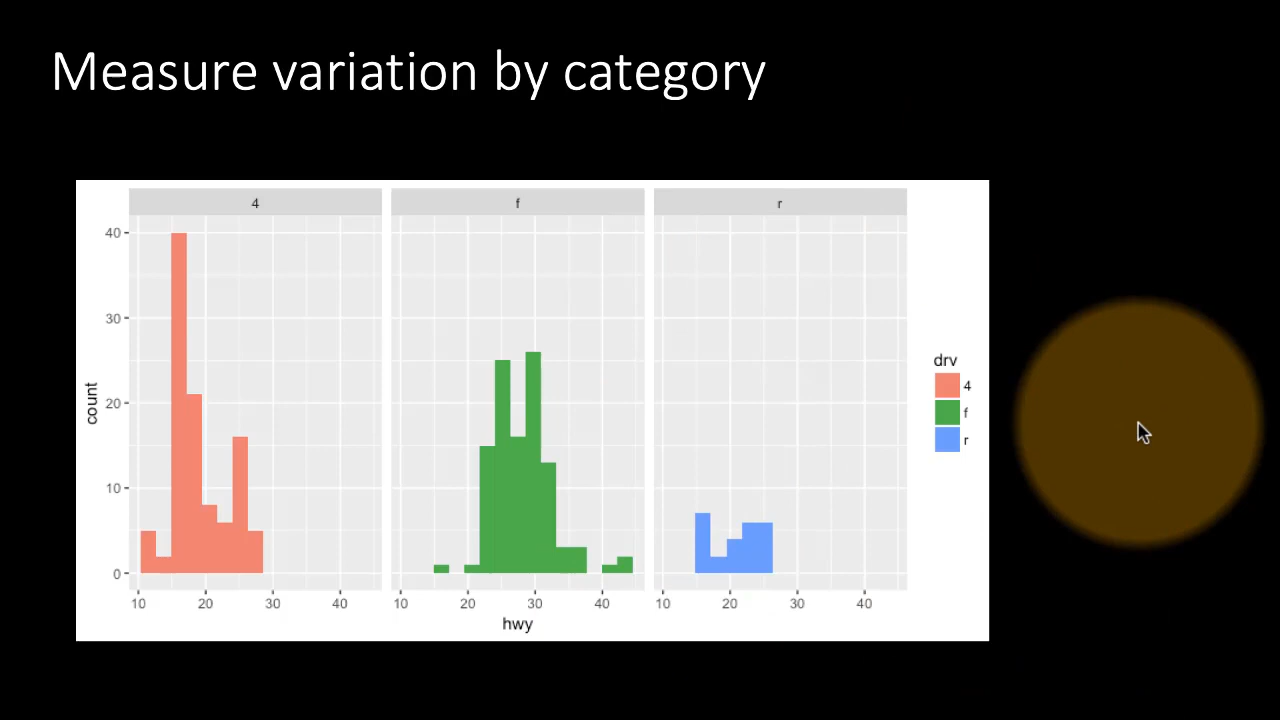 Measure variation by category
4 f r
40
30
20
10
0
count
10 20 30 40 10 20 30 40 10 20 30 40
hwy
drv
4
f
r